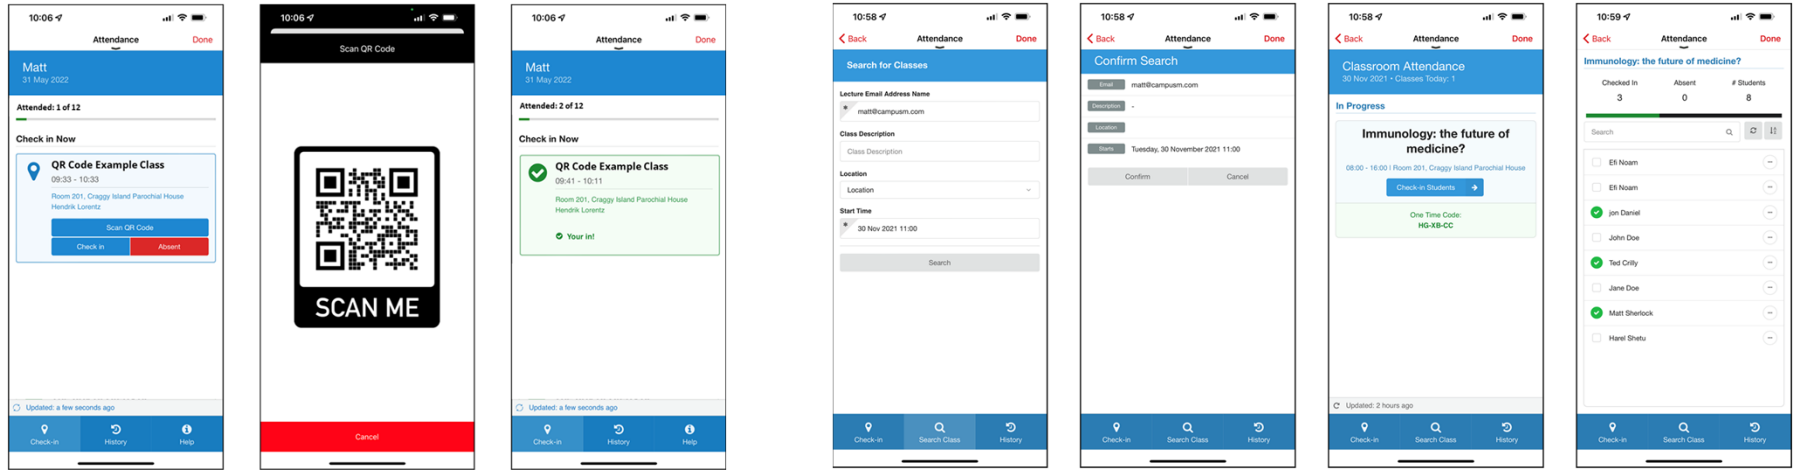 10:06
Attendance
Done
Matt
31 May 2022
Attended: 1 of 12
Check in Now
QR Code Example Class
09:33 - 10:33
Room 201, Craggy Island Parochial House
Hendrik Lorentz
Scan QR Code
Check in
Absent
Updated: a few seconds ago
Check-in
History
Help
10:06
Scan QR Code
SCAN ME
Cancel
10:06
Attendance
Done
Matt
31 May 2022
Attended: 2 of 12
Check in Now
QR Code Example Class
09:41 - 10:11
Room 201, Craggy Island Parochial House
Hendrik Lorentz
Your in!
Updated: a few seconds ago
Check-in
History
Help
10:58
Back
Attendance
Done
Search for Classes
Lecture Email Address Name
* matt@campusm.com
Class Description
Class Description
Location
Location
Start Time
* 30 Nov 2021 11:00
Search
Check-in
Search Class
History
10:58
Back
Attendance
Done
Confirm Search
Email matt@campusm.com
Description -
Location
Starts Tuesday, 30 November 2021 11:00
Confirm
Cancel
Check-in
Search Class
History
10:58
Back
Attendance
Done
Classroom Attendance
30 Nov 2021 • Classes Today: 1
In Progress
Immunology: the future of
medicine?
08:00 - 16:00 | Room 201, Craggy Island Parochial House
Check-in Students
One Time Code:
HG-XB-CC
Updated: 2 hours ago
Check-in
Search Class
History
10:59
Back
Attendance
Done
Immunology: the future of medicine?
Checked In
Absent
# Students
3
0
8
Search
Efi Noam
Efi Noam
jon Daniel
John Doe
Ted Crilly
Jane Doe
Matt Sherlock
Harel Shetu
Check-in
Search Class
History